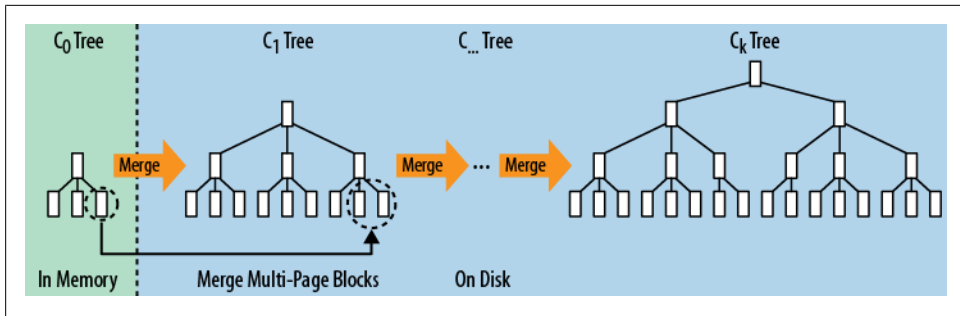 C0 Tree
C1 Tree
C... Tree
Ck Tree
Merge
Merge
...
Merge
In Memory
Merge Multi-Page Blocks
On Disk